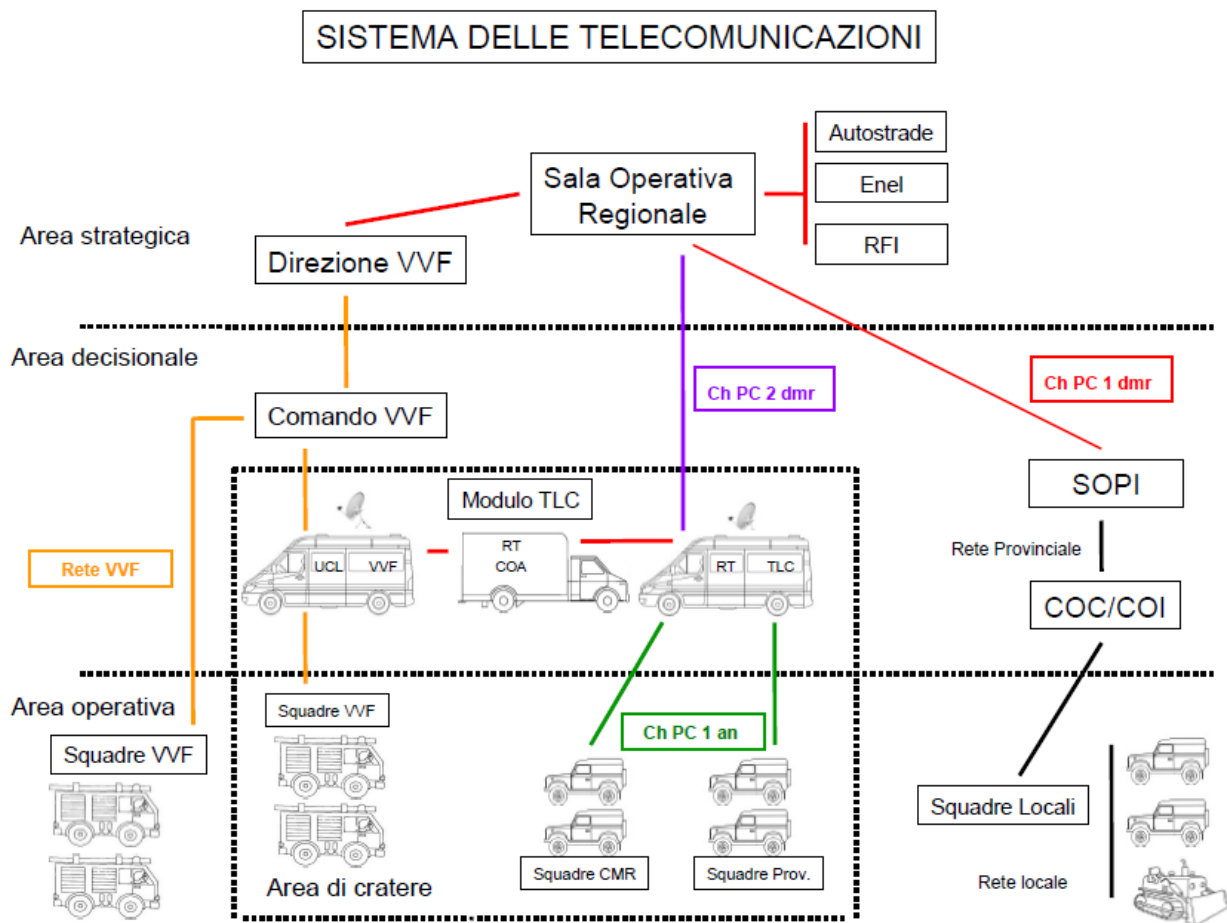 SISTEMA DELLE TELECOMUNICAZIONI
Autostrade
Sala Operativa
Regionale
Enel
RFI
Area strategica
Direzione VVF
Area decisionale
Ch PC 2 dmr
Ch PC 1 dmr
Comando VVF
SOPI
Modulo TLC
Rete VVF
UCL VVF
RT
COA
RT TLC
Rete Provinciale
COC/COI
Area operativa
Squadre VVF
Squadre VVF
Ch PC 1 an
Squadre Locali
Squadre CMR
Squadre Prov.
Area di cratere
Rete locale